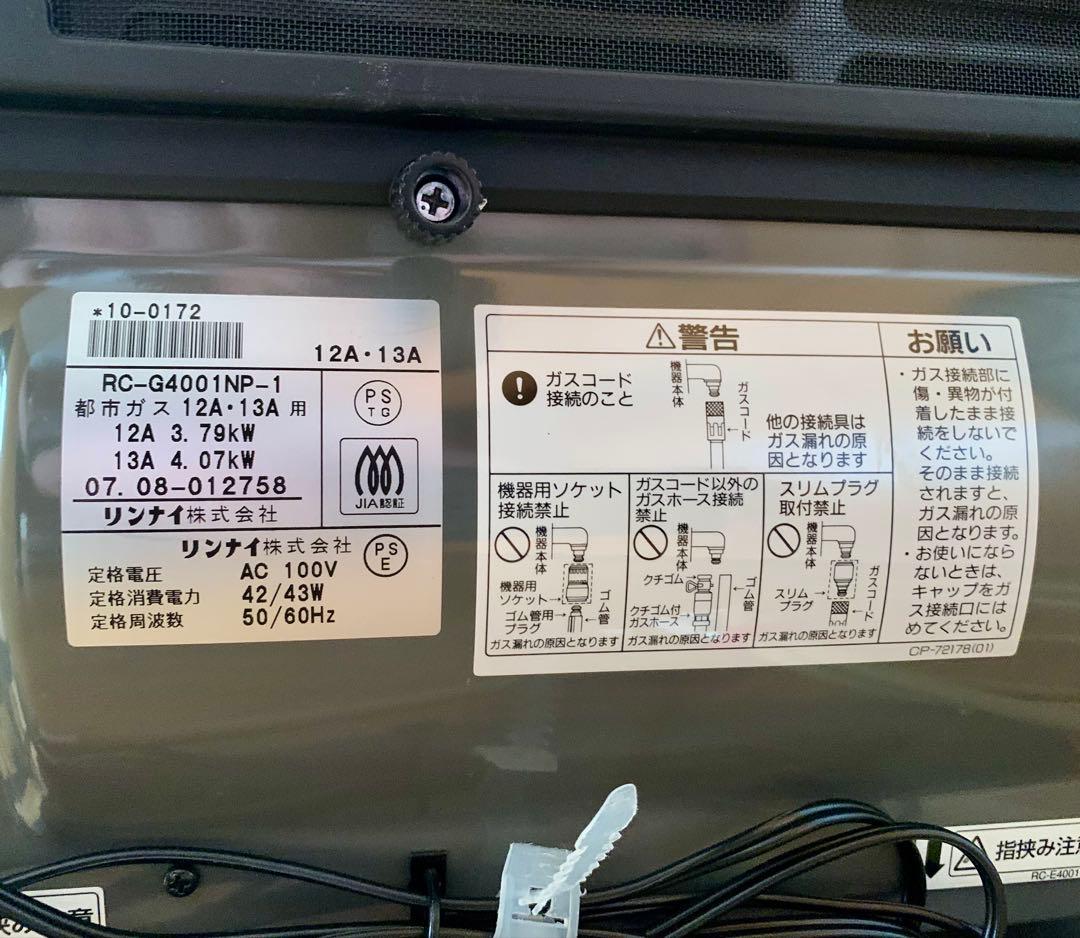 *10-0172
12A・13A
RC-G4001NP-1
都市ガス 12A・13A 用
12A 3.79kW
13A 4.07kW
07.08-012758
リンナイ株式会社
PS
TG
JIA認証
リンナイ株式会社
PS
E
定格電圧 AC 100V
定格消費電力 42/43W
定格周波数 50/60Hz
警告
ガスコード
接続のこと
機器本体
ガスコード
他の接続具は
ガス漏れの原
因となります
機器用ソケット
接続禁止
機器本体
機器用
ソケット
ゴム管用
プラグ
ゴム管
ガス漏れの原因となります
ガスコード以外の
ガスホース接続
禁止
機器本体
クチゴム
クチゴム付
ガスホース
ゴム管
ガス漏れの原因となります
スリムプラグ
取付禁止
機器本体
スリム
プラグ
ガスコード
ガス漏れの原因となります
お願い
・ガス接続部に
傷・異物が付
着したまま接
続をしないで
ください。
そのまま接続
されますと、
ガス漏れの原
因となります。
・お使いになら
ないときは、
キャップをガ
ス接続口には
めてください。
CP-72178(01)
指挟み注意
RC-E4001